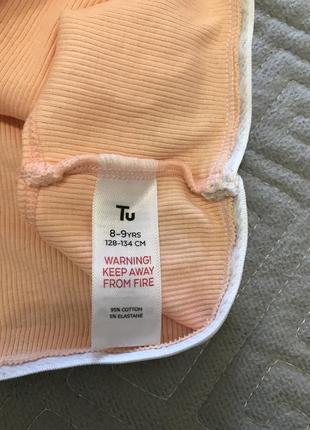 Tu
8-9YRS
128-134 CM
WARNING!
KEEP AWAY
FROM FIRE
95% COTTON
5% ELASTANE